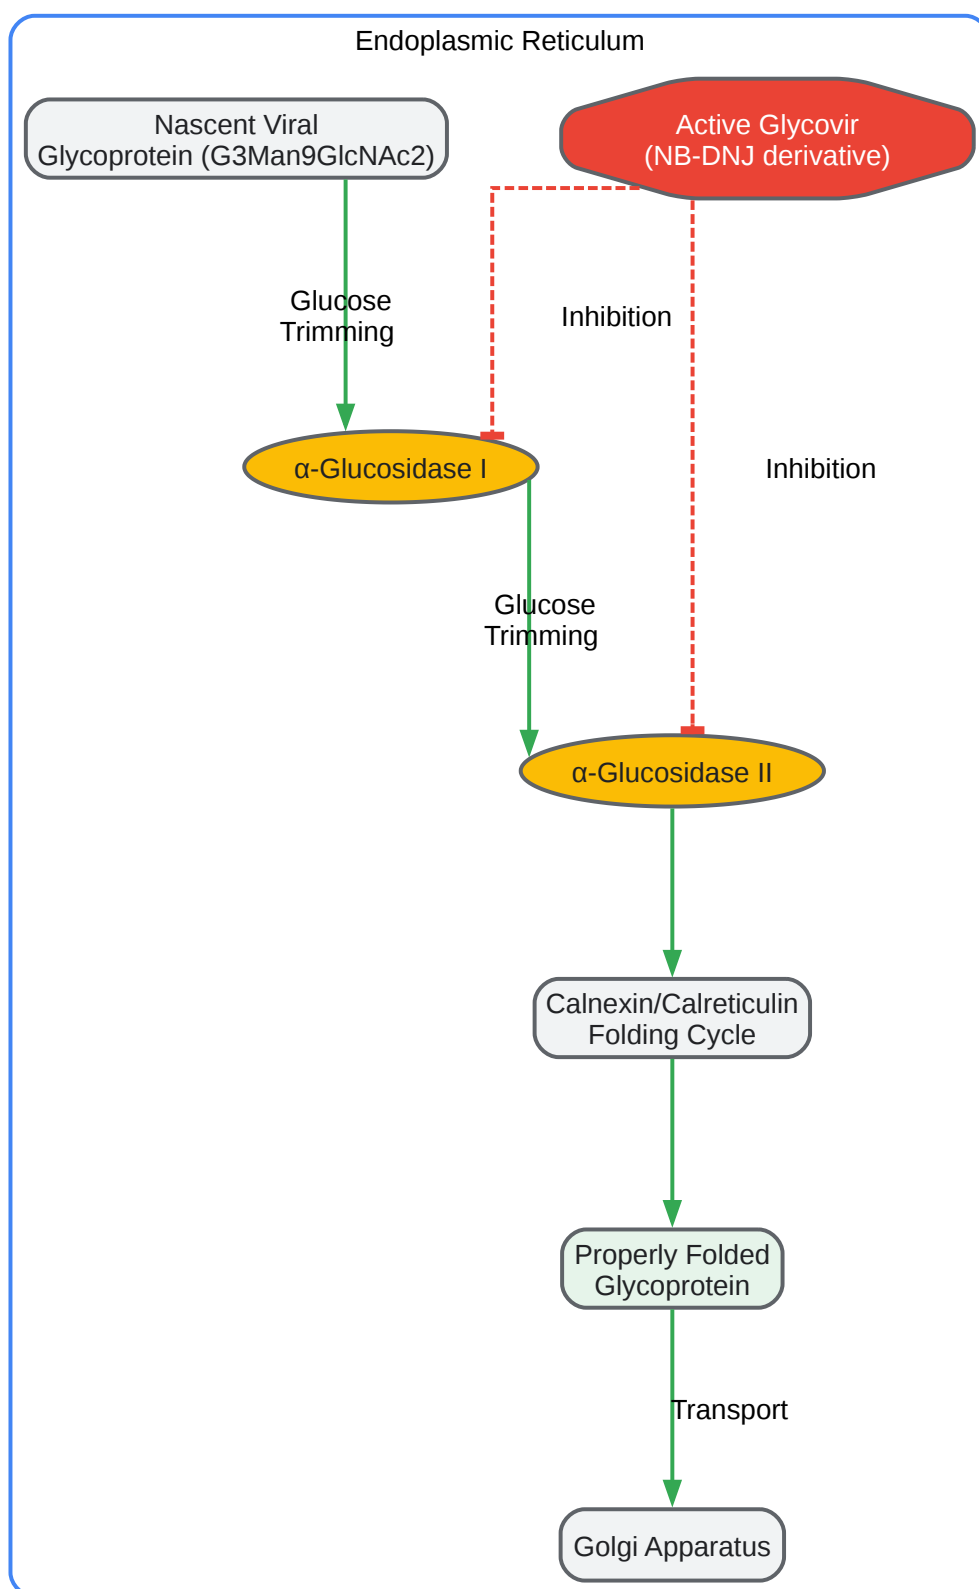 Endoplasmic Reticulum
Nascent Viral
Glycoprotein (G3Man9GlcNAc2)
Active Glycovir
(NB-DNJ derivative)
Glucose
Trimming
Inhibition
α-Glucosidase I
Inhibition
Glucose
Trimming
α-Glucosidase II
Calnexin/Calreticulin
Folding Cycle
Properly Folded
Glycoprotein
Transport
Golgi Apparatus